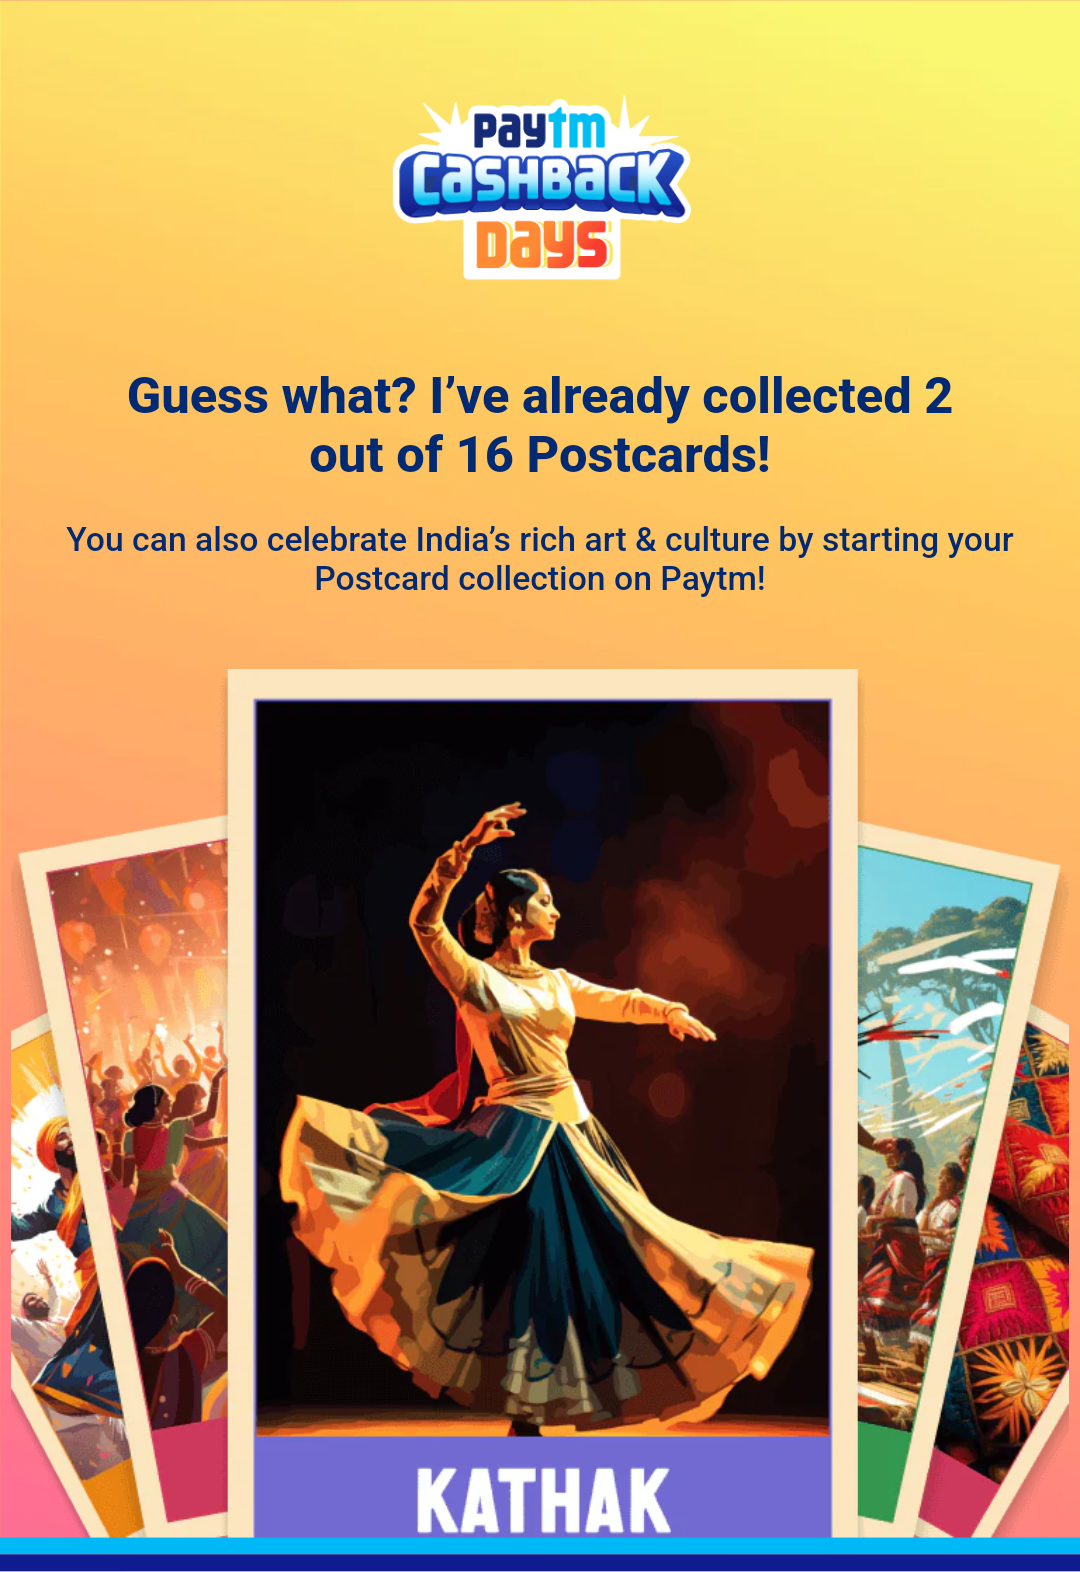 paytm
CASHBACK
Days
Guess what? I’ve already collected 2
out of 16 Postcards!
You can also celebrate India’s rich art & culture by starting your
Postcard collection on Paytm!
KATHAK